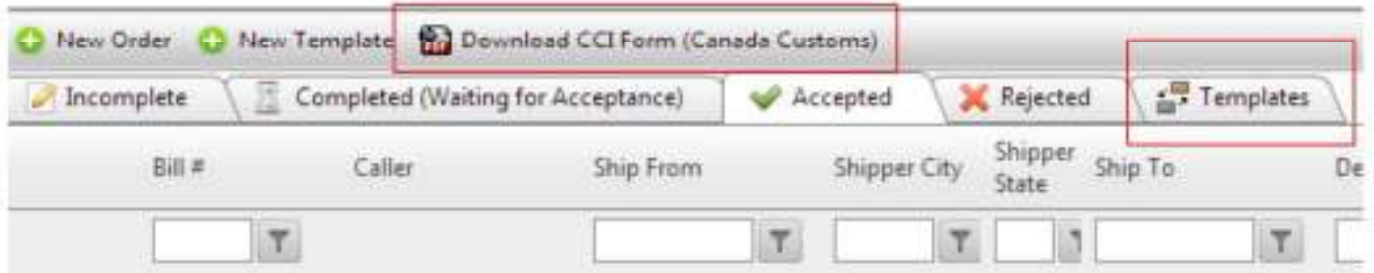 New Order New Template Download CCI Form (Canada Customs)
Incomplete Completed (Waiting for Acceptance) Accepted Rejected Templates
Bill # Caller Ship From Shipper City Shipper State Ship To De